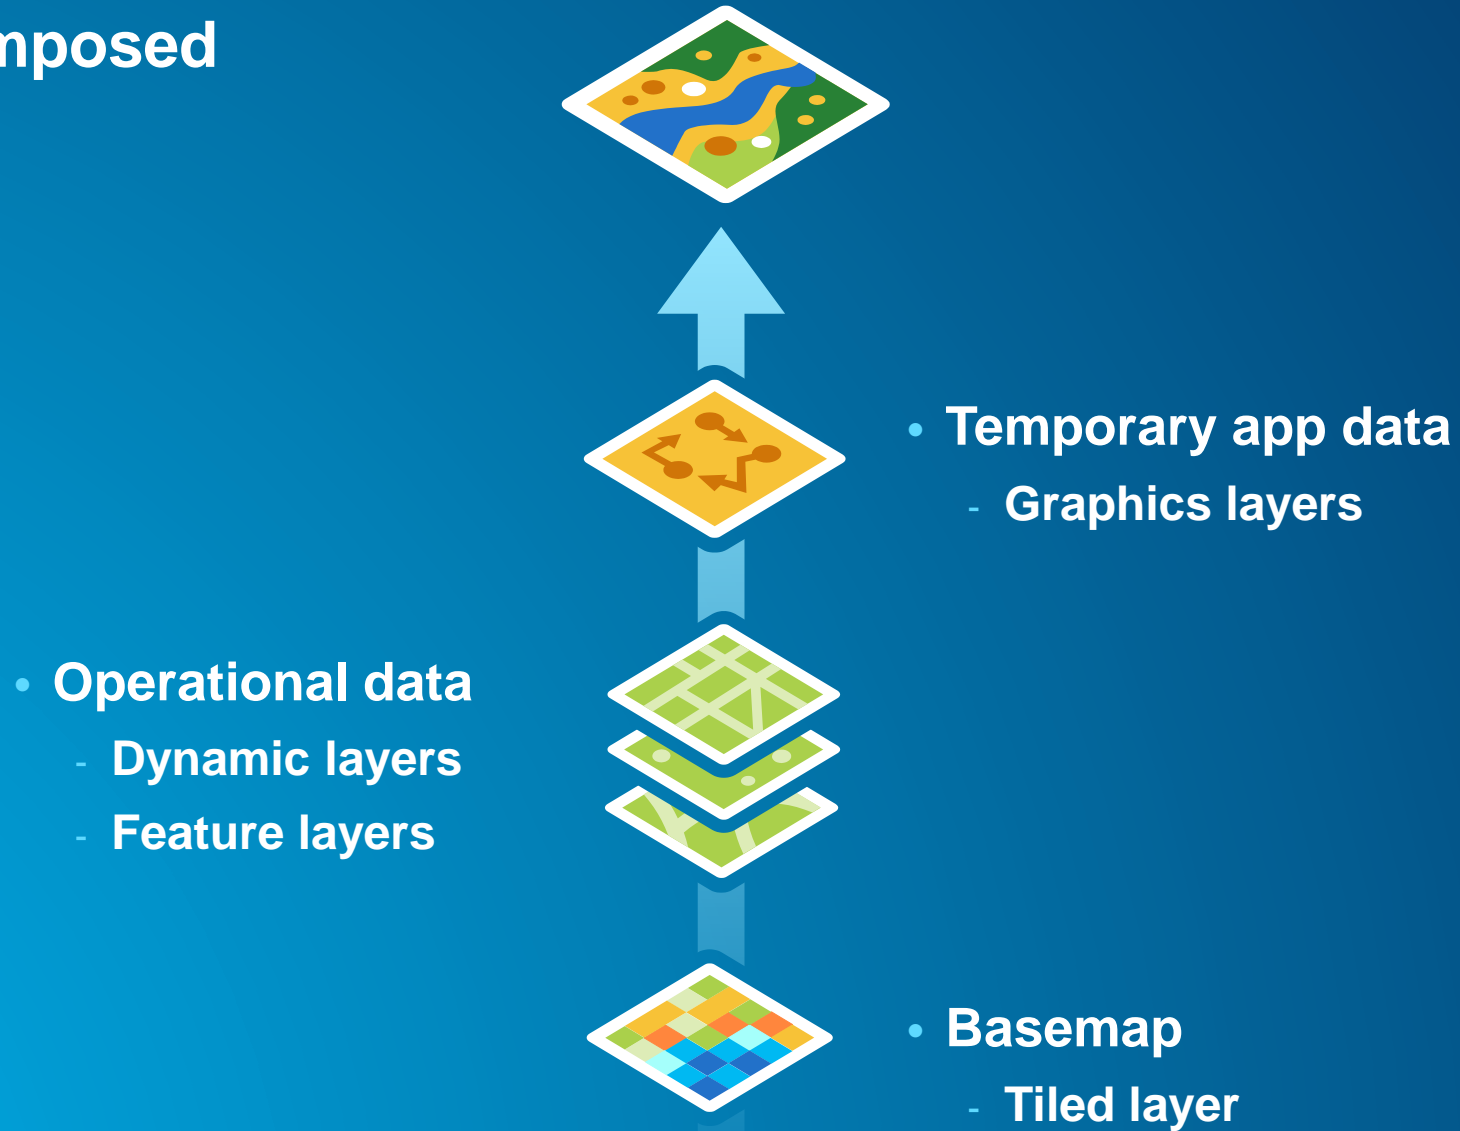 mposed
• Temporary app data
- Graphics layers
• Operational data
- Dynamic layers
- Feature layers
• Basemap
- Tiled layer